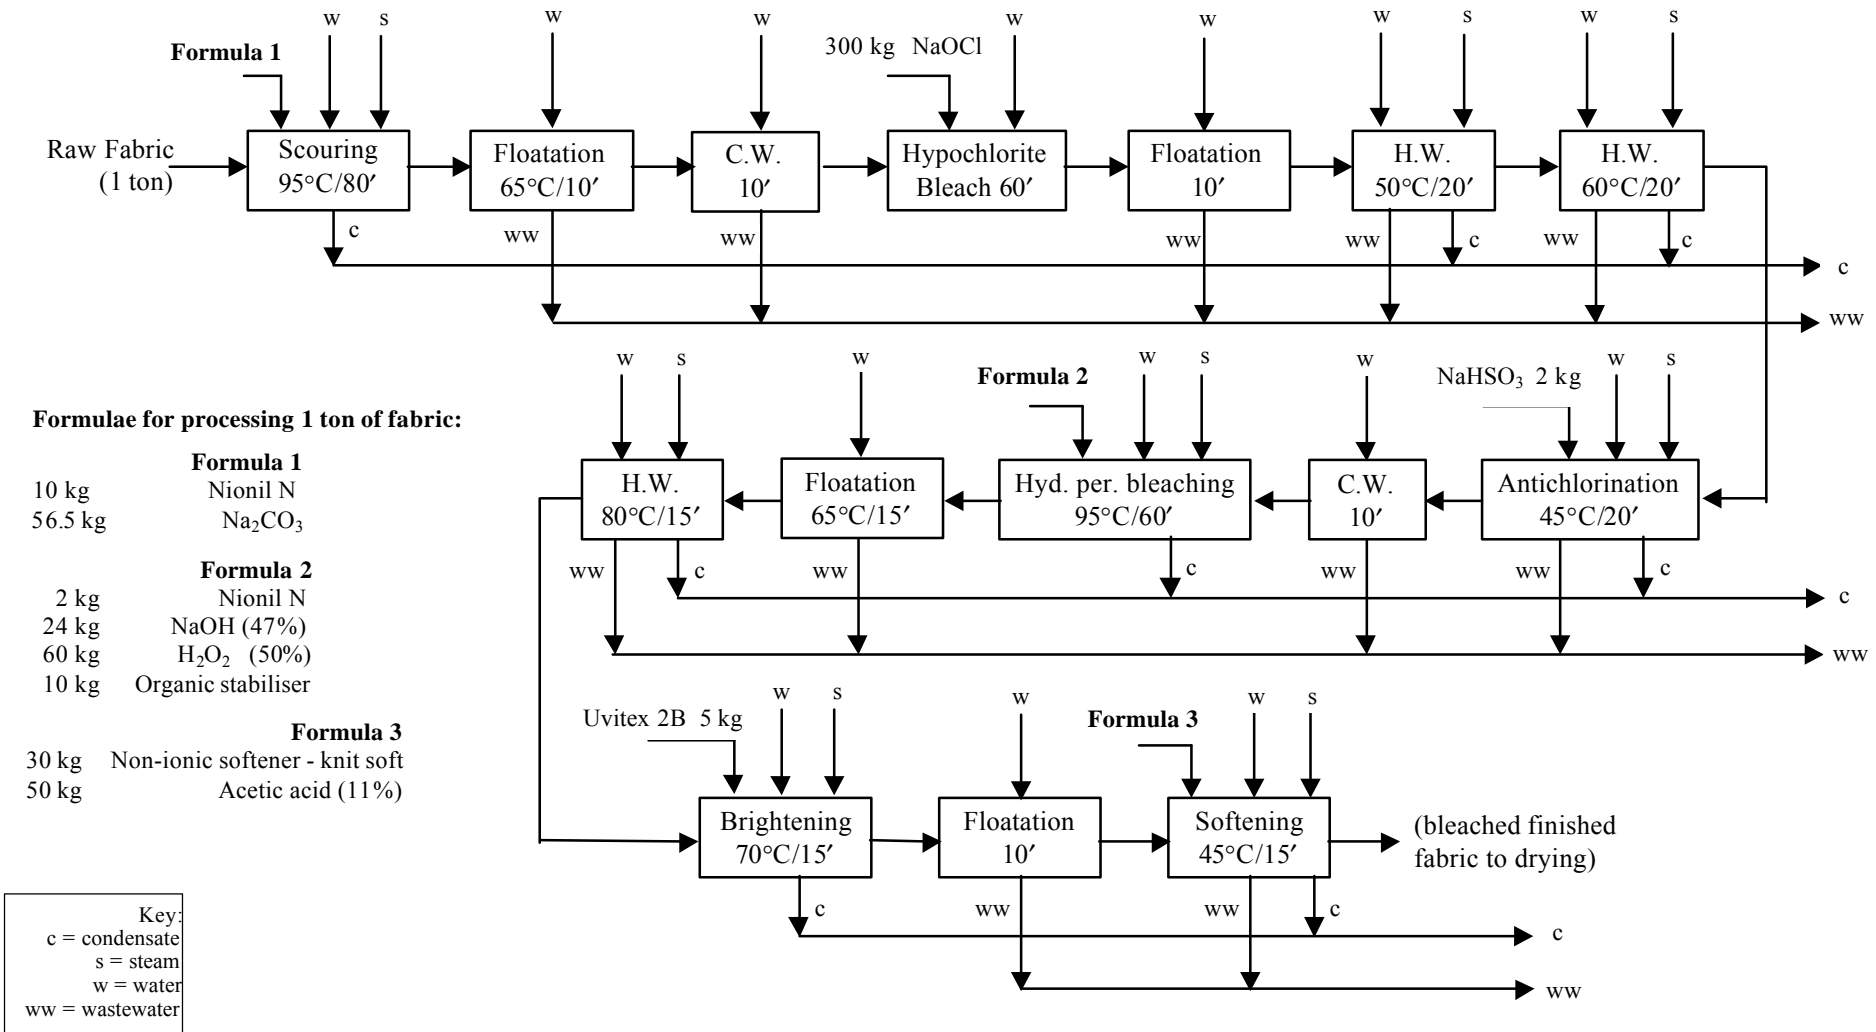 w s w w w w w s w s
Formula 1
300 kg NaOCl
Raw Fabric
(1 ton)
Scouring
95°C/80′
Floatation
65°C/10′
C.W.
10′
Hypochlorite
Bleach 60′
Floatation
10′
H.W.
50°C/20′
H.W.
60°C/20′
c ww ww ww ww c ww c
c
ww
w s w w s w w s
Formula 2
NaHSO₃ 2 kg
H.W.
80°C/15′
Floatation
65°C/15′
Hyd. per. bleaching
95°C/60′
C.W.
10′
Antichlorination
45°C/20′
ww c ww c ww ww c
c
ww
Formulae for processing 1 ton of fabric:
Formula 1
10 kg Nionil N
56.5 kg Na₂CO₃
Formula 2
2 kg Nionil N
24 kg NaOH (47%)
60 kg H₂O₂ (50%)
10 kg Organic stabiliser
Formula 3
30 kg Non-ionic softener - knit soft
50 kg Acetic acid (11%)
w s w w s
Uvitex 2B 5 kg
Formula 3
Brightening
70°C/15′
Floatation
10′
Softening
45°C/15′
(bleached finished
fabric to drying)
c ww ww c
c
ww
Key:
c = condensate
s = steam
w = water
ww = wastewater